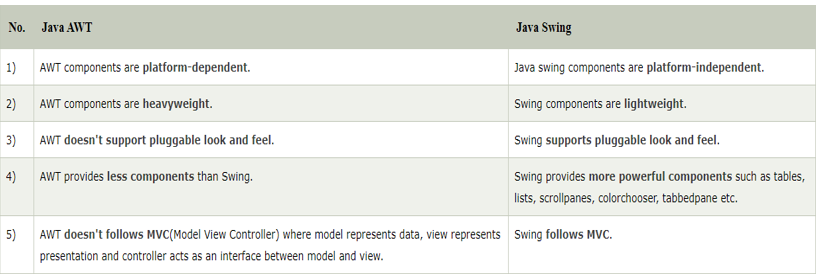 No. Java AWT Java Swing
1) AWT components are platform-dependent. Java swing components are platform-independent.
2) AWT components are heavyweight. Swing components are lightweight.
3) AWT doesn't support pluggable look and feel. Swing supports pluggable look and feel.
4) AWT provides less components than Swing. Swing provides more powerful components such as tables,
lists, scrollpanes, colorchooser, tabbedpane etc.
5) AWT doesn't follows MVC(Model View Controller) where model represents data, view represents Swing follows MVC.
presentation and controller acts as an interface between model and view.